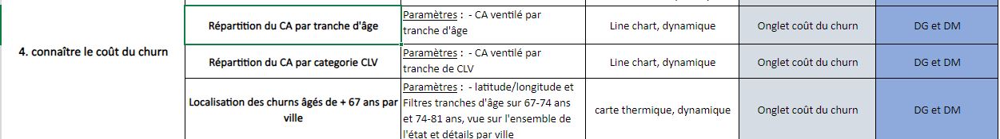 4. connaître le coût du churn
Répartition du CA par tranche d'âge
Paramètres : - CA ventilé par
tranche d'âge
Line chart, dynamique
Onglet coût du churn
DG et DM
Répartition du CA par categorie CLV
Paramètres : - CA ventilé par
tranche de CLV
Line chart, dynamique
Onglet coût du churn
DG et DM
Localisation des churns âgés de + 67 ans par
ville
Paramètres : - latitude/longitude et
Filtres tranches d'âge sur 67-74 ans
et 74-81 ans, vue sur l'ensemble de
l'état et détails par ville
carte thermique, dynamique
Onglet coût du churn
DG et DM